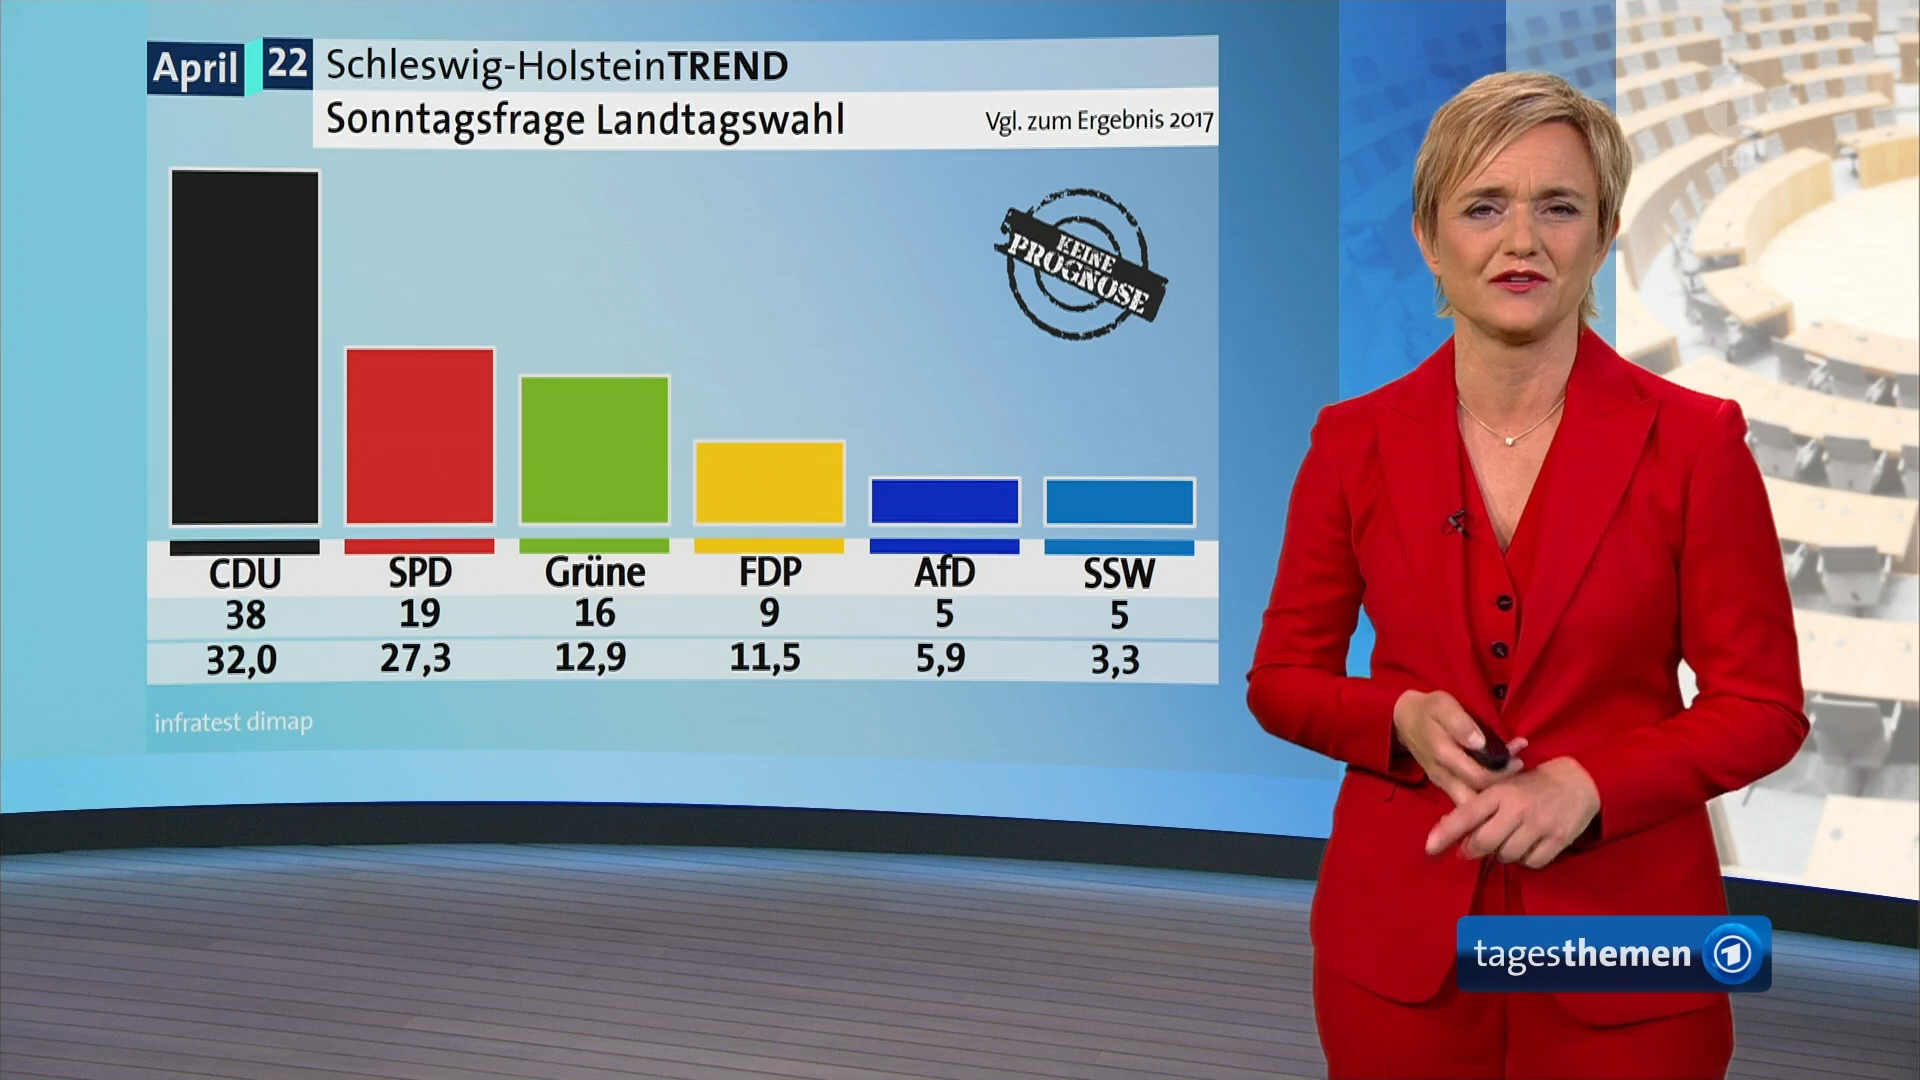 April 22 Schleswig-HolsteinTREND
Sonntagsfrage Landtagswahl Vgl. zum Ergebnis 2017
KEINE
PROGNOSE
CDU SPD Grüne FDP AfD SSW
38 19 16 9 5 5
32,0 27,3 12,9 11,5 5,9 3,3
infratest dimap
tagesthemen 1